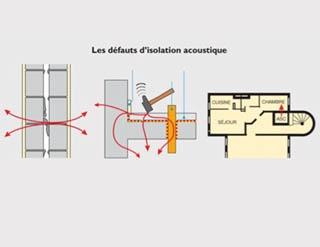 Les défauts d'isolation acoustique
CUISINE
CHAMBRE
SÉJOUR
ASC